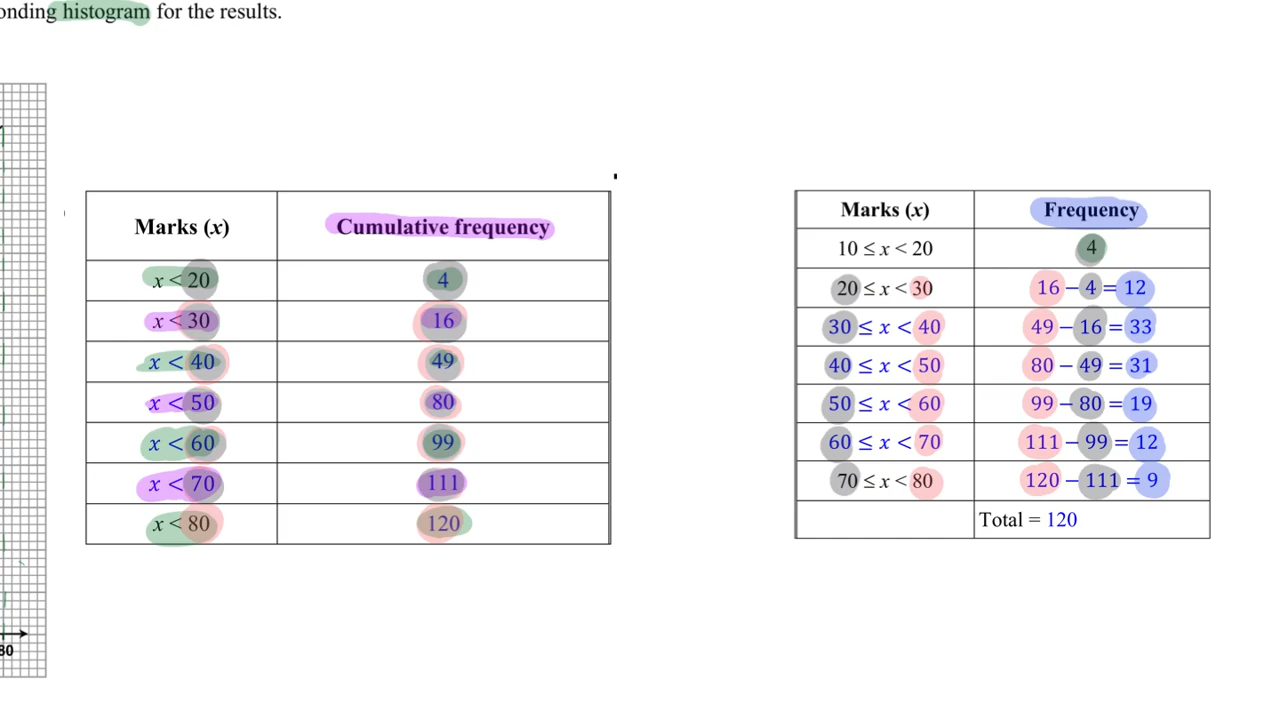 onding histogram for the results.
Marks (x) Cumulative frequency
x < 20 4
x < 30 16
x < 40 49
x < 50 80
x < 60 99
x < 70 111
x < 80 120
80
Marks (x) Frequency
10 ≤ x < 20 4
20 ≤ x < 30 16 − 4 = 12
30 ≤ x < 40 49 − 16 = 33
40 ≤ x < 50 80 − 49 = 31
50 ≤ x < 60 99 − 80 = 19
60 ≤ x < 70 111 − 99 = 12
70 ≤ x < 80 120 − 111 = 9
Total = 120